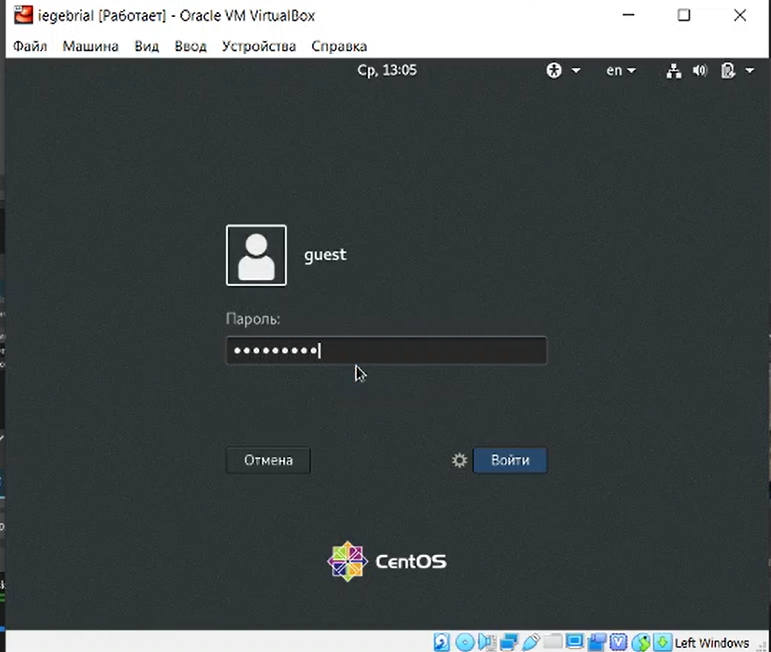 iegebrial [Работает] - Oracle VM VirtualBox
Файл Машина Вид Ввод Устройства Справка
Ср, 13:05 en
guest
Пароль:
Отмена Войти
CentOS
Left Windows